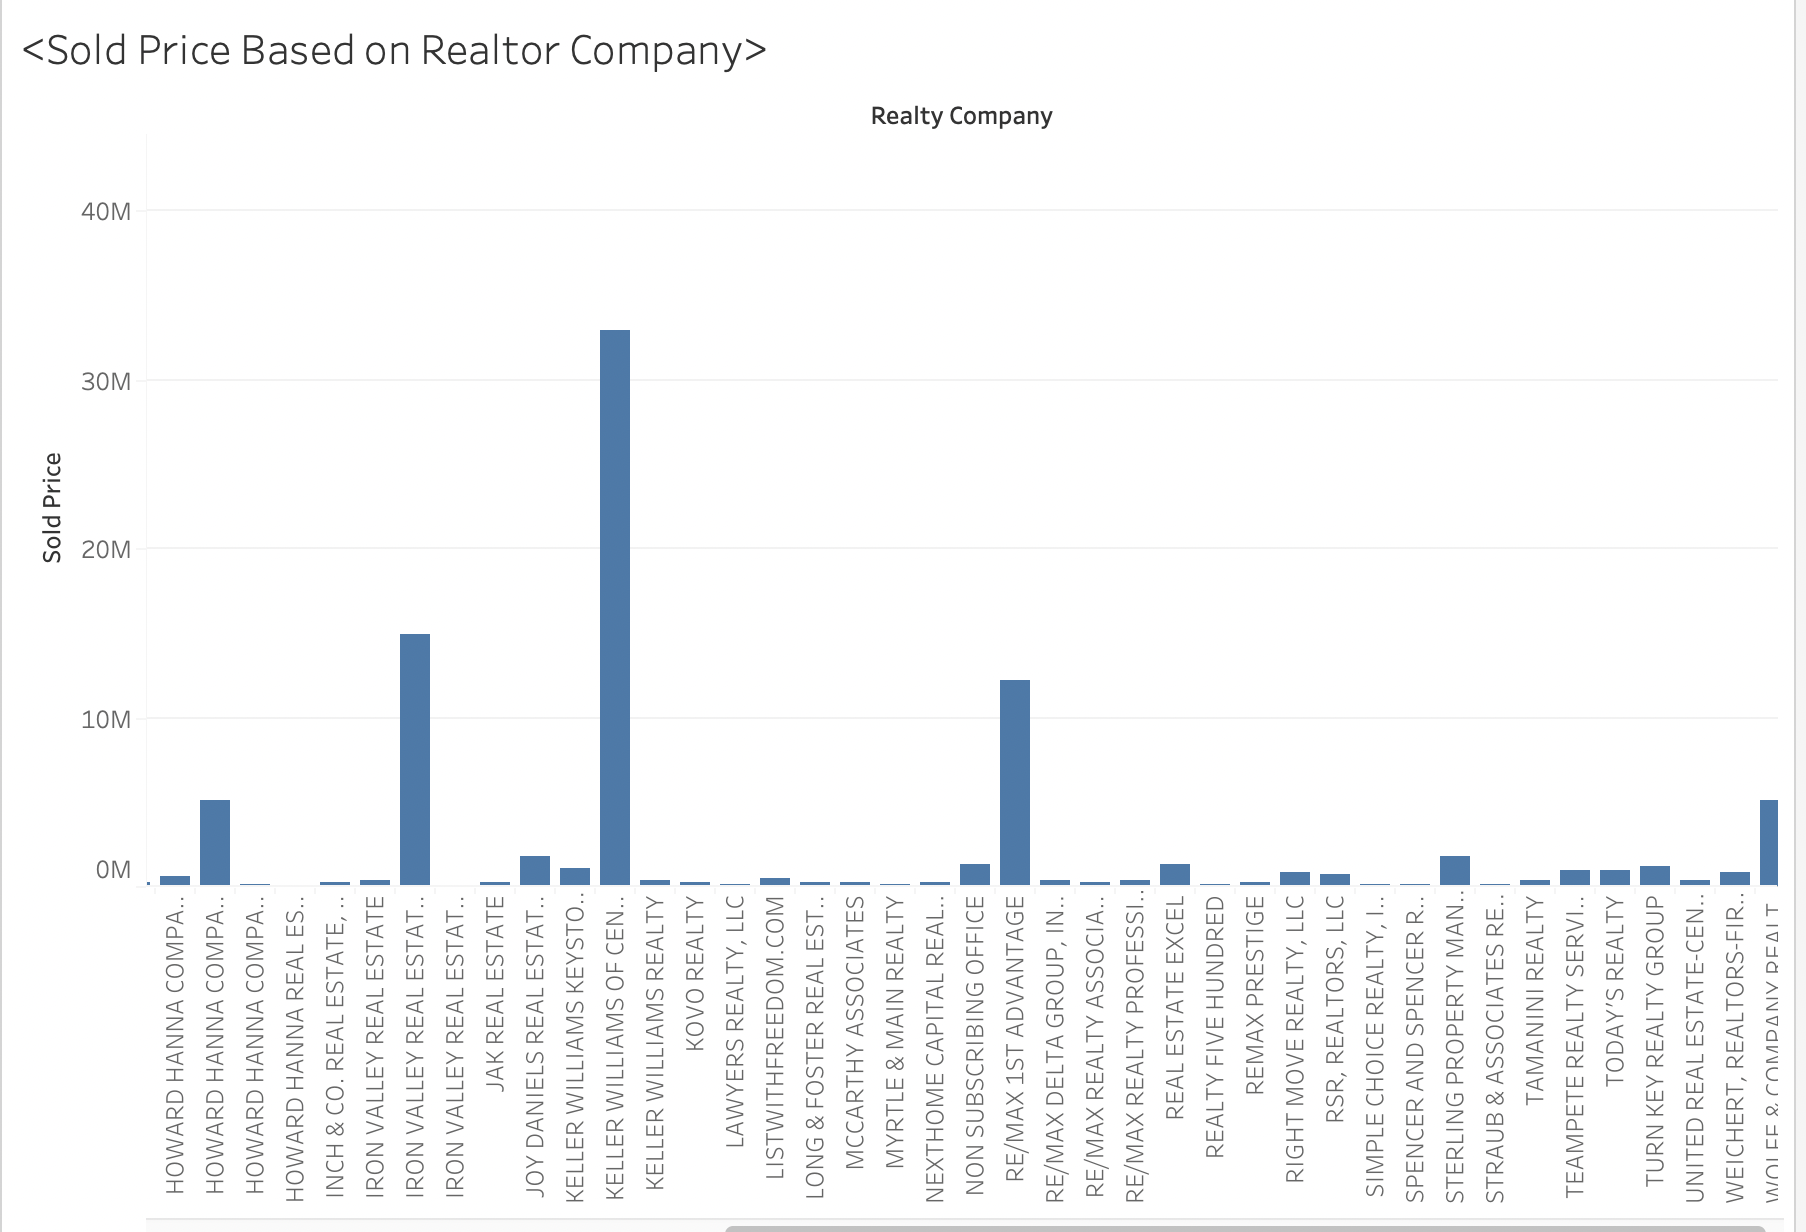 <Sold Price Based on Realtor Company>
Realty Company
Sold Price
40M
30M
20M
10M
0M
HOWARD HANNA COMPA..
HOWARD HANNA COMPA..
HOWARD HANNA COMPA..
HOWARD HANNA REAL ES..
INCH & CO. REAL ESTATE, ..
IRON VALLEY REAL ESTATE
IRON VALLEY REAL ESTAT..
IRON VALLEY REAL ESTAT..
JAK REAL ESTATE
JOY DANIELS REAL ESTAT..
KELLER WILLIAMS KEYSTO..
KELLER WILLIAMS OF CEN..
KELLER WILLIAMS REALTY
KOVO REALTY
LAWYERS REALTY, LLC
LISTWITHFREEDOM.COM
LONG & FOSTER REAL EST..
MCCARTHY ASSOCIATES
MYRTLE & MAIN REALTY
NEXTHOME CAPITAL REAL..
NON SUBSCRIBING OFFICE
RE/MAX 1ST ADVANTAGE
RE/MAX DELTA GROUP, IN..
RE/MAX REALTY ASSOCIA..
RE/MAX REALTY PROFESSI..
REAL ESTATE EXCEL
REALTY FIVE HUNDRED
REMAX PRESTIGE
RIGHT MOVE REALTY, LLC
RSR, REALTORS, LLC
SIMPLE CHOICE REALTY, I..
SPENCER AND SPENCER R..
STERLING PROPERTY MAN..
STRAUB & ASSOCIATES RE..
TAMANINI REALTY
TEAMPETE REALTY SERVI..
TODAY'S REALTY
TURN KEY REALTY GROUP
UNITED REAL ESTATE-CEN..
WEICHERT, REALTORS-FIR..
WOLFE & COMPANY REALT